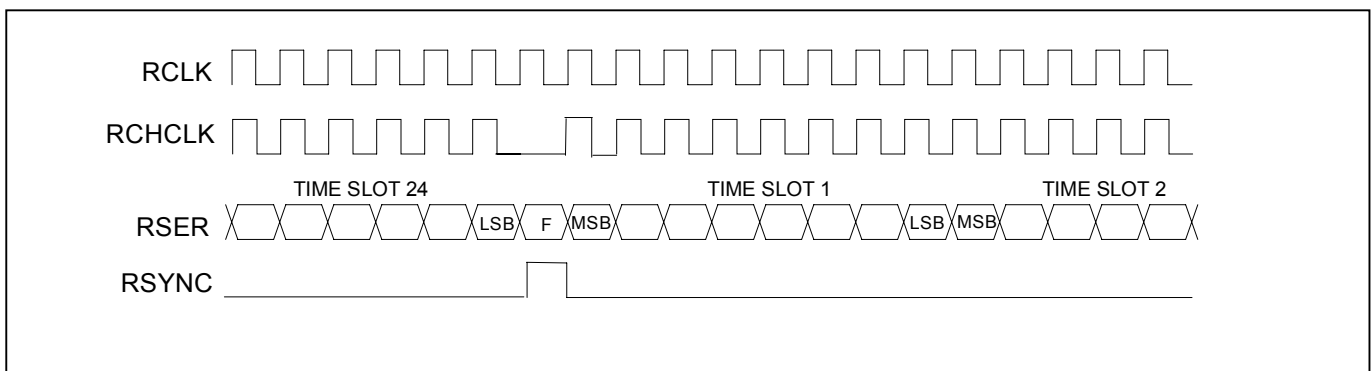 RCLK
RCHCLK
TIME SLOT 24 TIME SLOT 1 TIME SLOT 2
RSER LSB F MSB LSB MSB
RSYNC